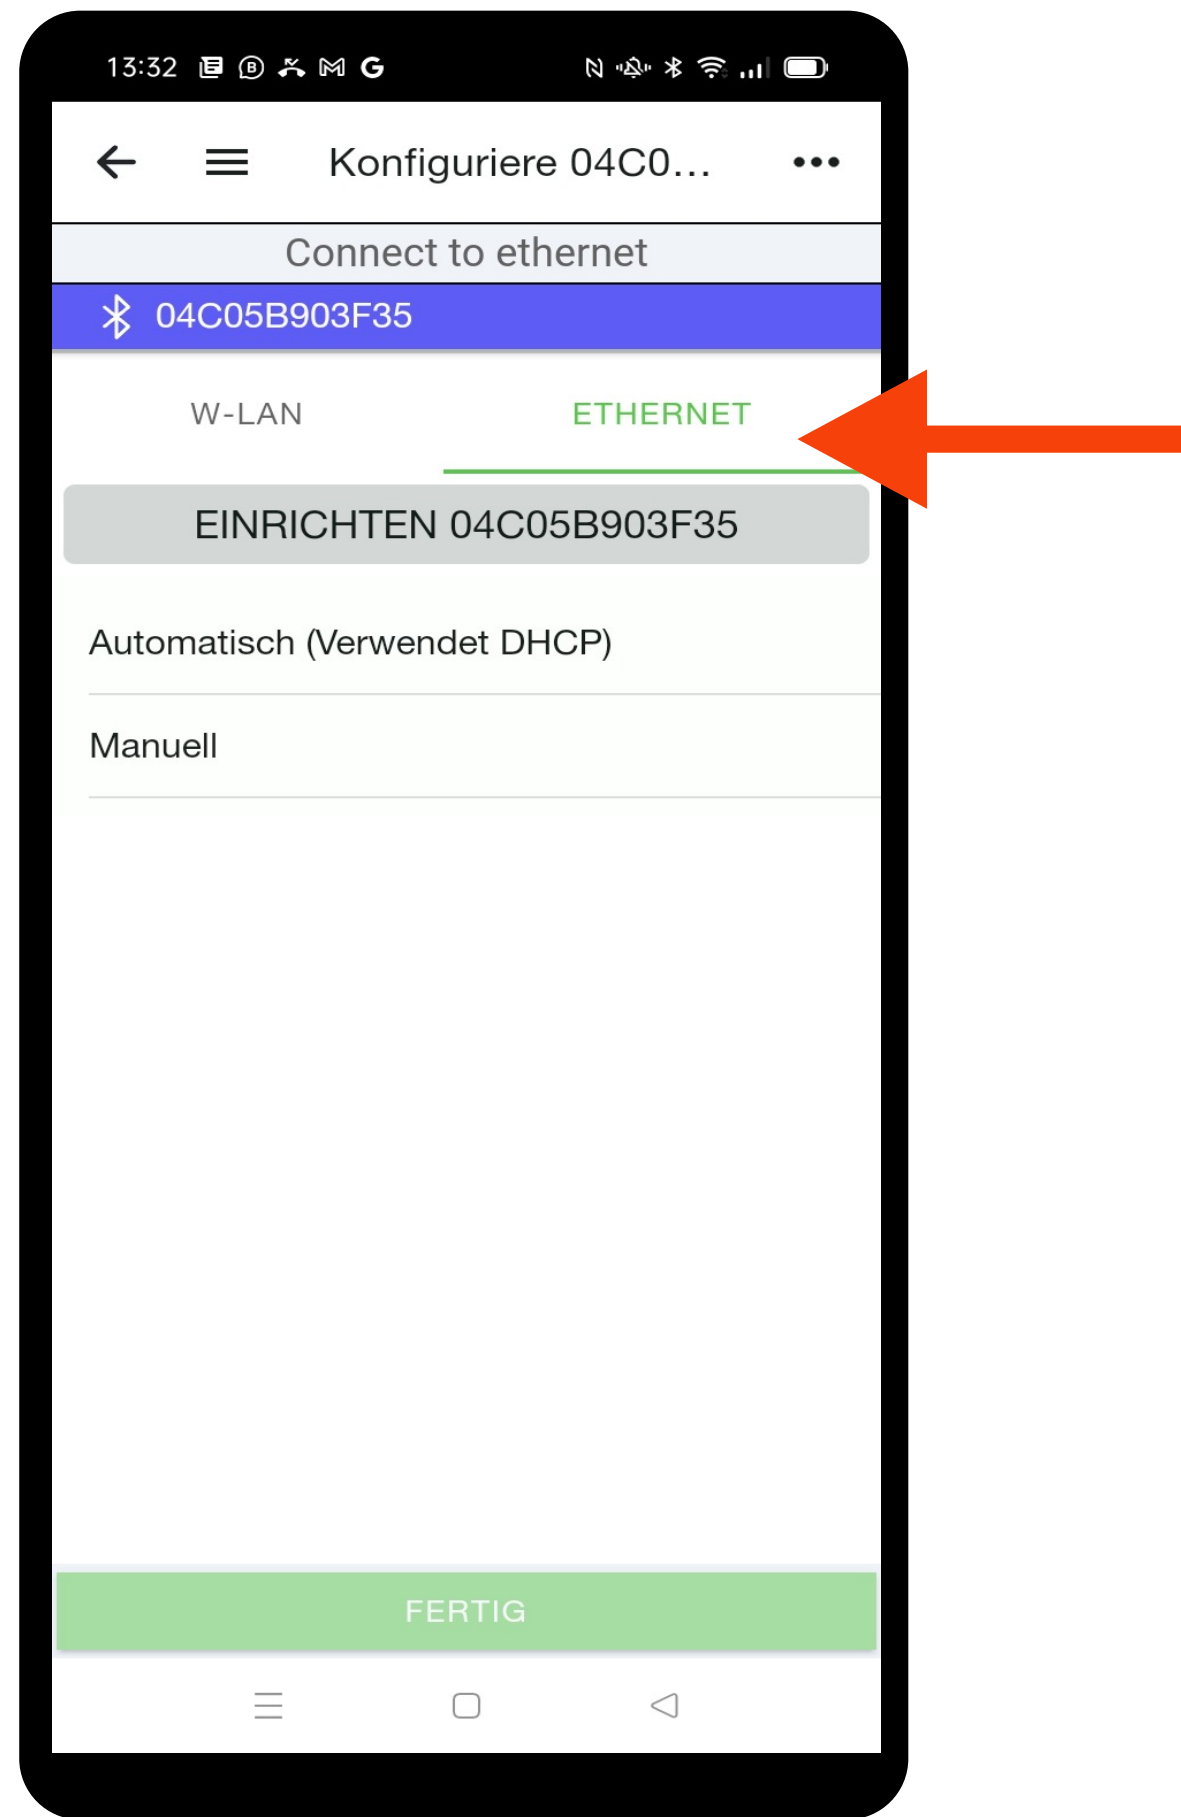 13:32
Konfiguriere 04C0...
Connect to ethernet
04C05B903F35
W-LAN ETHERNET
EINRICHTEN 04C05B903F35
Automatisch (Verwendet DHCP)
Manuell
FERTIG